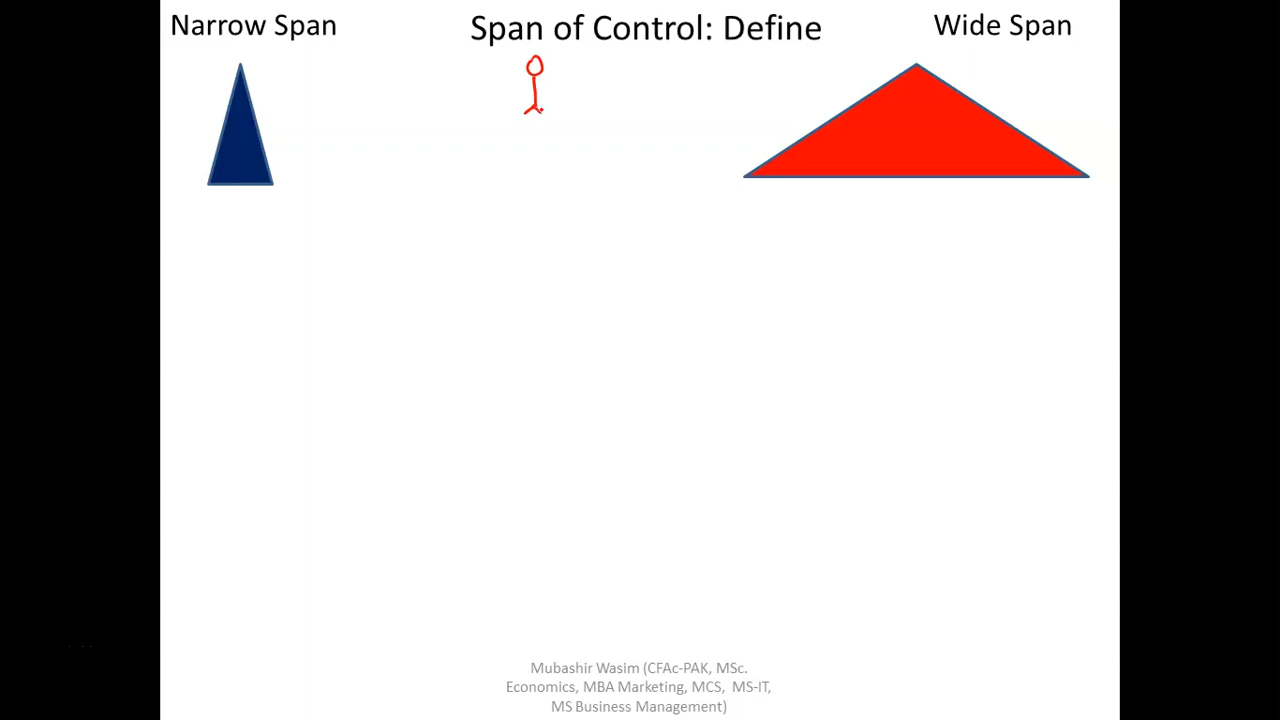 Narrow Span
Span of Control: Define
Wide Span
Mubashir Wasim (CFAc-PAK, MSc.
Economics, MBA Marketing, MCS, MS-IT,
MS Business Management)